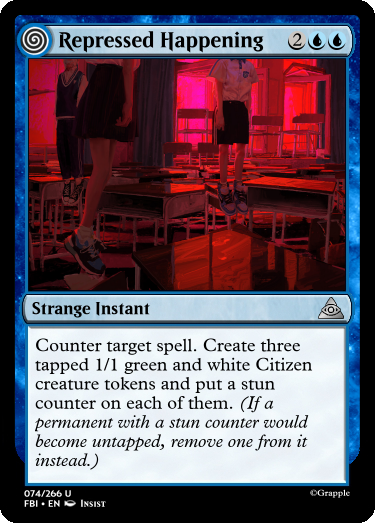 Repressed Happening 2
Strange Instant
Counter target spell. Create three
tapped 1/1 green and white Citizen
creature tokens and put a stun
counter on each of them. (If a
permanent with a stun counter would
become untapped, remove one from it
instead.)
074/266 U
FBI • EN Insist
©Grapple